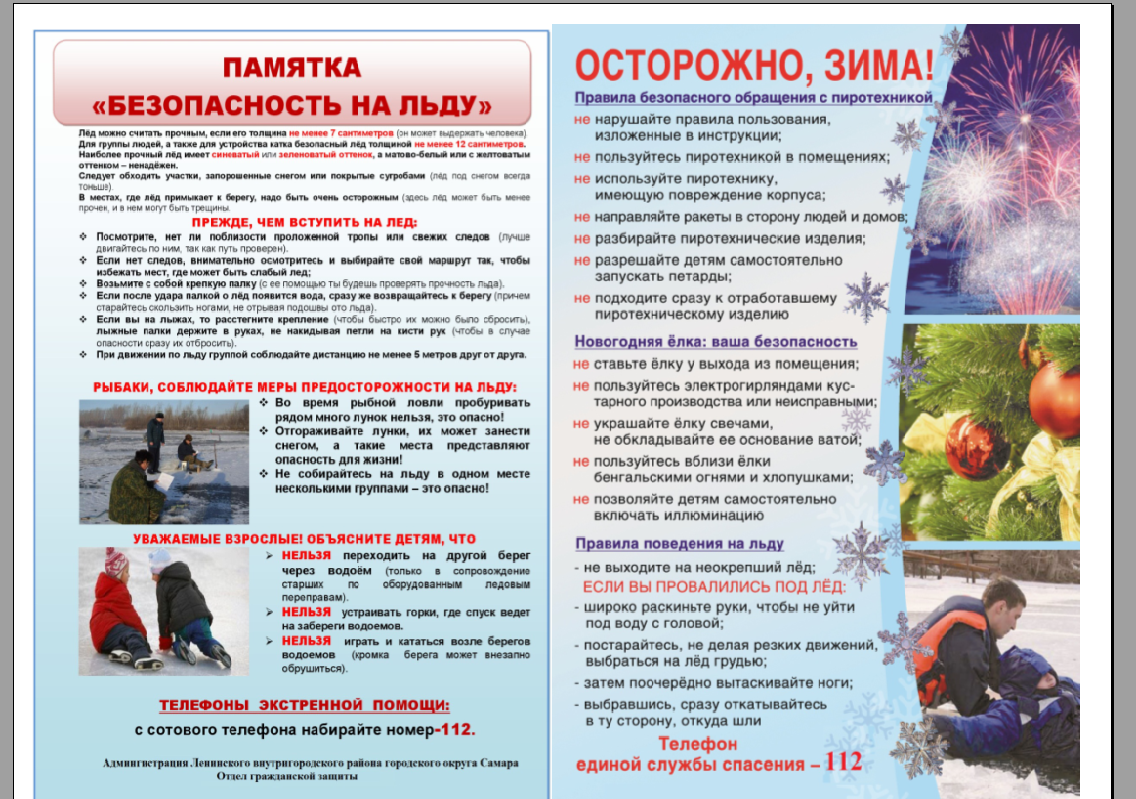 ПАМЯТКА
«БЕЗОПАСНОСТЬ НА ЛЬДУ»
Лёд можно считать прочным, если его толщина не менее 7 сантиметров (он может выдержать человека)
Для группы людей, а также для устройства катка безопасный лёд толщиной не менее 12 сантиметров.
Наиболее прочный лёд имеет синеватый или зеленоватый оттенок, а матово-белый или с желтоватым
оттенком – ненадёжен.
Следует обходить участки, запорошенные снегом или покрытые сугробами (лёд под снегом всегда
тоньше).
В местах, где лёд примыкает к берегу, надо быть очень осторожным (здесь лёд может быть менее
прочек, и в нем могут быть трещины.
ПРЕЖДЕ, ЧЕМ ВСТУПИТЬ НА ЛЕД:
❖ Посмотрите, нет ли поблизости проложенной тропы или свежих следов (лучше
двигайтесь по ним, так как путь проверен).
❖ Если нет следов, внимательно осмотритесь и выбирайте свой маршрут так, чтобы
избежать мест, где может быть слабый лед;
❖ Возьмите с собой крепкую палку (с ее помощью ты будешь проверять прочность льда).
❖ Если после удара палкой о лёд появится вода, сразу же возвращайтесь к берегу (причем
старайтесь скользить ногами, не отрывая подошвы ото льда).
❖ Если вы на лыжах, то расстегните крепление (чтобы быстро их можно было сбросить),
лыжные палки держите в руках, не накидывая петли на кисти рук (чтобы в случае
опасности сразу их отбросить).
❖ При движении по льду группой соблюдайте дистанцию не менее 5 метров друг от друга.
РЫБАКИ, СОБЛЮДАЙТЕ МЕРЫ ПРЕДОСТОРОЖНОСТИ НА ЛЬДУ:
❖ Во время рыбной ловли пробуривать
рядом много лунок нельзя, это опасно!
❖ Отгораживайте лунки, их может занести
снегом, а такие места представляют
опасность для жизни!
❖ Не собирайтесь на льду в одном месте
несколькими группами – это опасно!
УВАЖАЕМЫЕ ВЗРОСЛЫЕ! ОБЪЯСНИТЕ ДЕТЯМ, ЧТО
➢ НЕЛЬЗЯ переходить на другой берег
через водоём (только в сопровождение
старших по оборудованным ледовым
переправам).
➢ НЕЛЬЗЯ устраивать горки, где спуск ведет
на забереги водоемов.
➢ НЕЛЬЗЯ играть и кататься возле берегов
водоемов (кромка берега может внезапно
обрушиться).
ТЕЛЕФОНЫ ЭКСТРЕННОЙ ПОМОЩИ:
с сотового телефона набирайте номер-112.
Администрация Ленинского внутригородского района городского округа Самара
Отдел гражданской защиты
ОСТОРОЖНО, ЗИМА!
Правила безопасного обращения с пиротехникой
не нарушайте правила пользования,
изложенные в инструкции;
не пользуйтесь пиротехникой в помещениях;
не используйте пиротехнику,
имеющую повреждение корпуса;
не направляйте ракеты в сторону людей и домов;
не разбирайте пиротехнические изделия;
не разрешайте детям самостоятельно
запускать петарды;
не подходите сразу к отработавшему
пиротехническому изделию
Новогодняя ёлка: ваша безопасность
не ставьте ёлку у выхода из помещения;
не пользуйтесь электрогирляндами кус-
тарного производства или неисправными;
не украшайте ёлку свечами,
не обкладывайте ее основание ватой;
не пользуйтесь вблизи ёлки
бенгальскими огнями и хлопушками;
не позволяйте детям самостоятельно
включать иллюминацию
Правила поведения на льду
- не выходите на неокрепший лёд;
ЕСЛИ ВЫ ПРОВАЛИЛИСЬ ПОД ЛЁД:
- широко раскиньте руки, чтобы не уйти
под воду с головой;
- постарайтесь, не делая резких движений,
выбраться на лёд грудью;
- затем поочерёдно вытаскивайте ноги;
- выбравшись, сразу откатывайтесь
в ту сторону, откуда шли
Телефон
единой службы спасения – 112